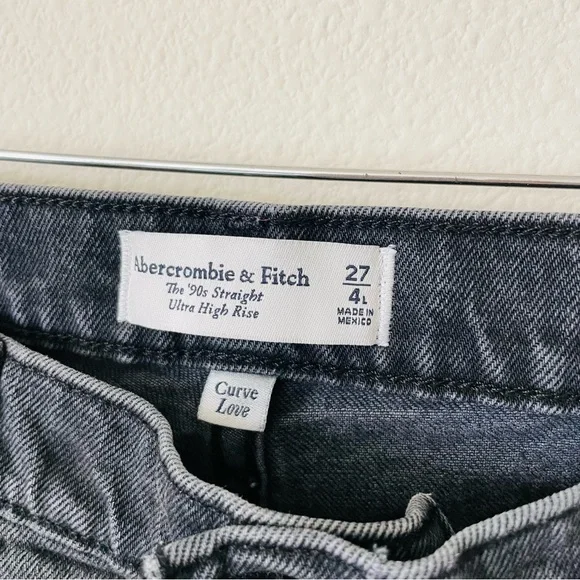 Abercrombie & Fitch
The '90s Straight
Ultra High Rise
27
4L
MADE IN
MEXICO
Curve
Love